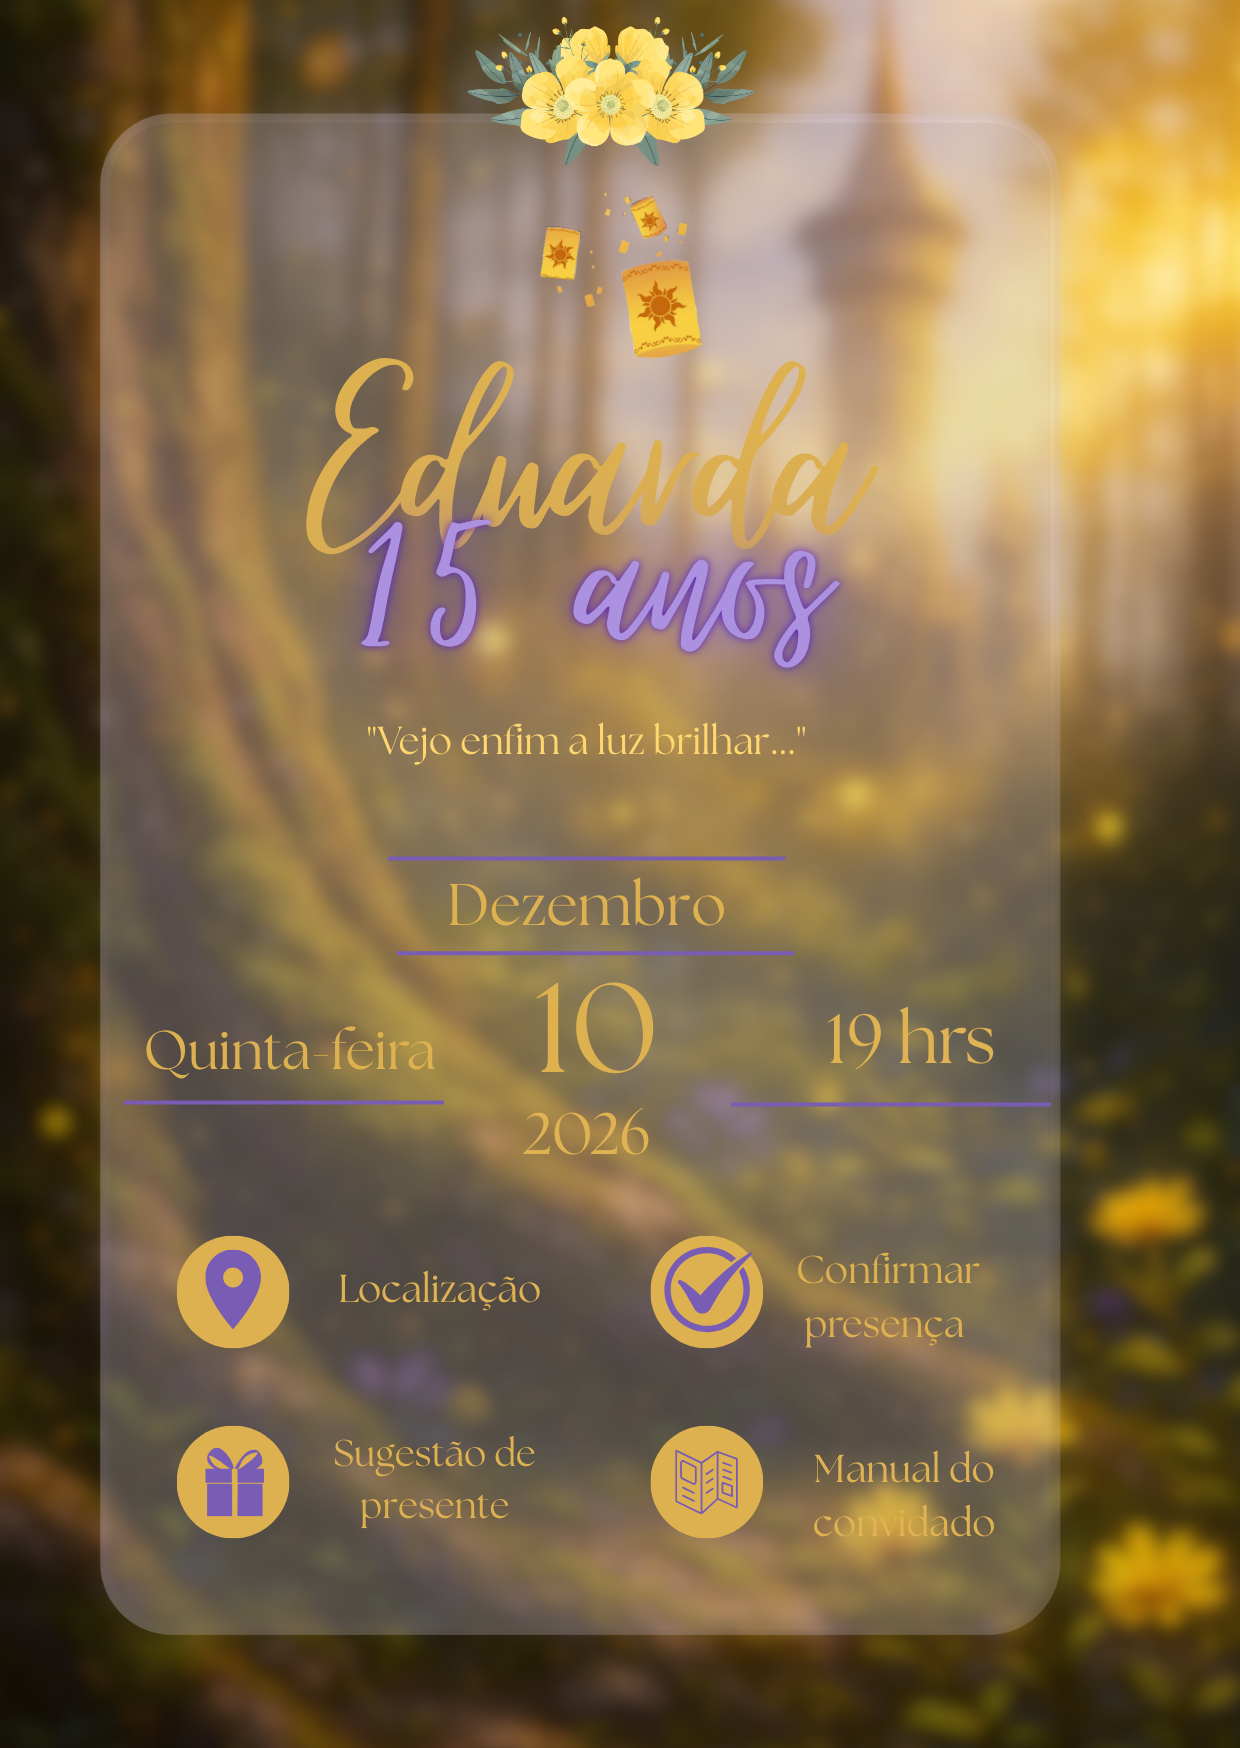 Eduarda
15 anos
"Vejo enfim a luz brilhar..."
Dezembro
Quinta-feira
10
19 hrs
2026
Localização
Confirmar
presença
Sugestão de
presente
Manual do
convidado